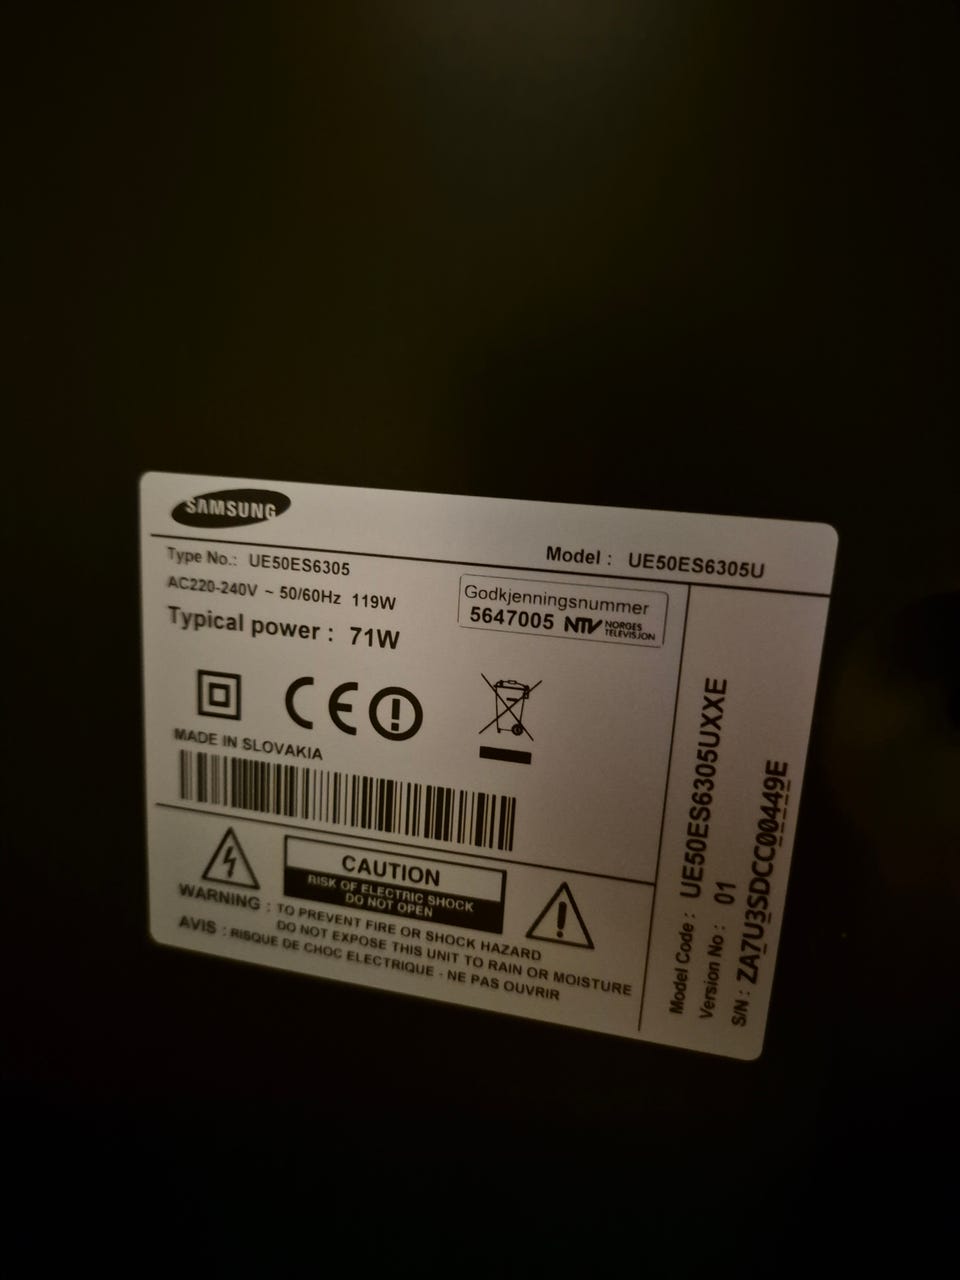 SAMSUNG
Type No.: UE50ES6305
Model : UE50ES6305U
AC220-240V ~ 50/60Hz 119W
Typical power : 71W
Godkjenningsnummer
5647005 NTV NORGES
TELEVISJON
CE
MADE IN SLOVAKIA
CAUTION
RISK OF ELECTRIC SHOCK
DO NOT OPEN
WARNING : TO PREVENT FIRE OR SHOCK HAZARD
DO NOT EXPOSE THIS UNIT TO RAIN OR MOISTURE
AVIS : RISQUE DE CHOC ELECTRIQUE - NE PAS OUVRIR
Model Code : UE50ES6305UXXE
Version No : 01
S/N : ZA7U3SDCC00449E